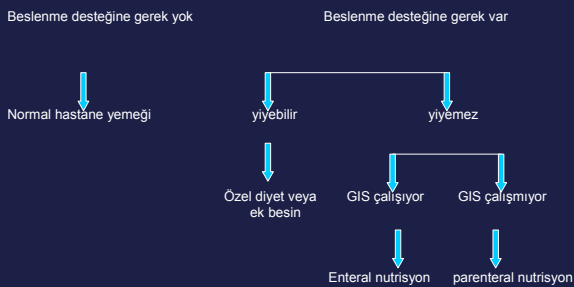 Beslenme desteğine gerek yok
Beslenme desteğine gerek var
Normal hastane yemeği
yiyebilir
yiyemez
Özel diyet veya
ek besin
GIS çalışıyor
GIS çalışmıyor
Enteral nutrisyon
parenteral nutrisyon